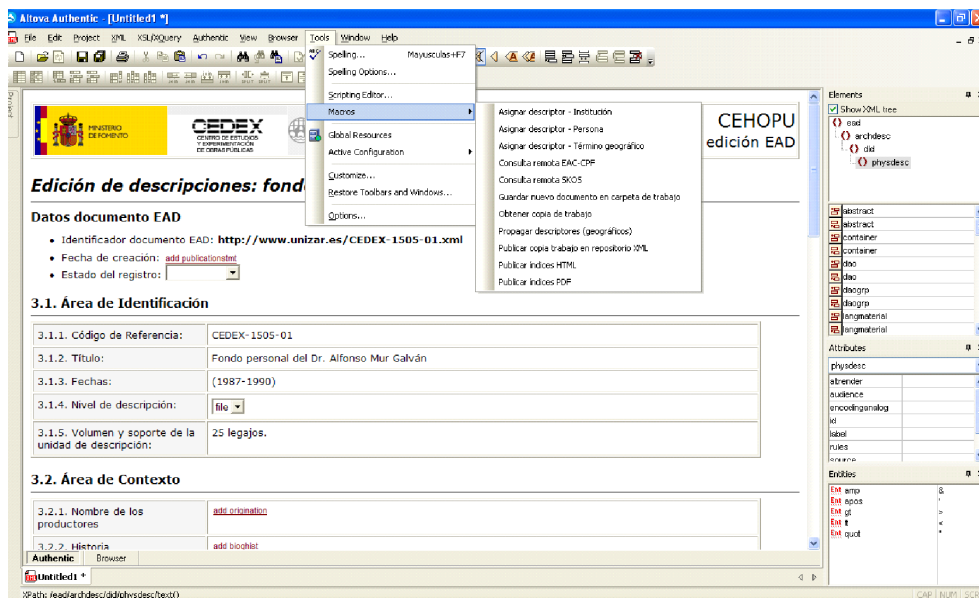 Altova Authentic - [Untitled1 *]
File Edit Project XML XSL/XQuery Authentic View Browser Tools Window Help
Spelling... Mayusculas+F7
Spelling Options...
Scripting Editor...
Macros
Global Resources
Active Configuration
Customize...
Restore Toolbars and Windows...
Options...
Asignar descriptor - Institución
Asignar descriptor - Persona
Asignar descriptor - Término geográfico
Consulta remota EAC-CPF
Consulta remota SKOS
Guardar nuevo documento en carpeta de trabajo
Obtener copia de trabajo
Propagar descriptores (geográficos)
Publicar copia trabajo en repositorio XML
Publicar índices HTML
Publicar índices PDF
Project
MINISTERIO
DE FOMENTO
CEDEX
CENTRO DE ESTUDIOS
Y EXPERIMENTACIÓN
DE OBRAS PÚBLICAS
CEHOPU
edición EAD
Edición de descripciones: fond
Datos documento EAD
• Identificador documento EAD: http://www.unizar.es/CEDEX-1505-01.xml
• Fecha de creación: add publicationstmt
• Estado del registro:
3.1. Área de Identificación
3.1.1. Código de Referencia: CEDEX-1505-01
3.1.2. Título: Fondo personal del Dr. Alfonso Mur Galván
3.1.3. Fechas: (1987-1990)
3.1.4. Nivel de descripción: file
3.1.5. Volumen y soporte de la unidad de descripción: 25 legajos.
3.2. Área de Contexto
3.2.1. Nombre de los productores add origination
3.2.2. Historia add bioghist
Authentic Browser
Untitled1 *
XPath: /ead/archdesc/did/physdesc/text()
CAP NUM SCR
Elements
Show XML tree
() ead
() archdesc
() did
() physdesc
abstract
abstract
container
container
dao
dao
daogrp
daogrp
langmaterial
langmaterial
Attributes
physdesc
altrender
audience
encodinganalog
id
label
rules
source
Entities
Ent amp &
Ent apos '
Ent gt >
Ent lt <
Ent quot "